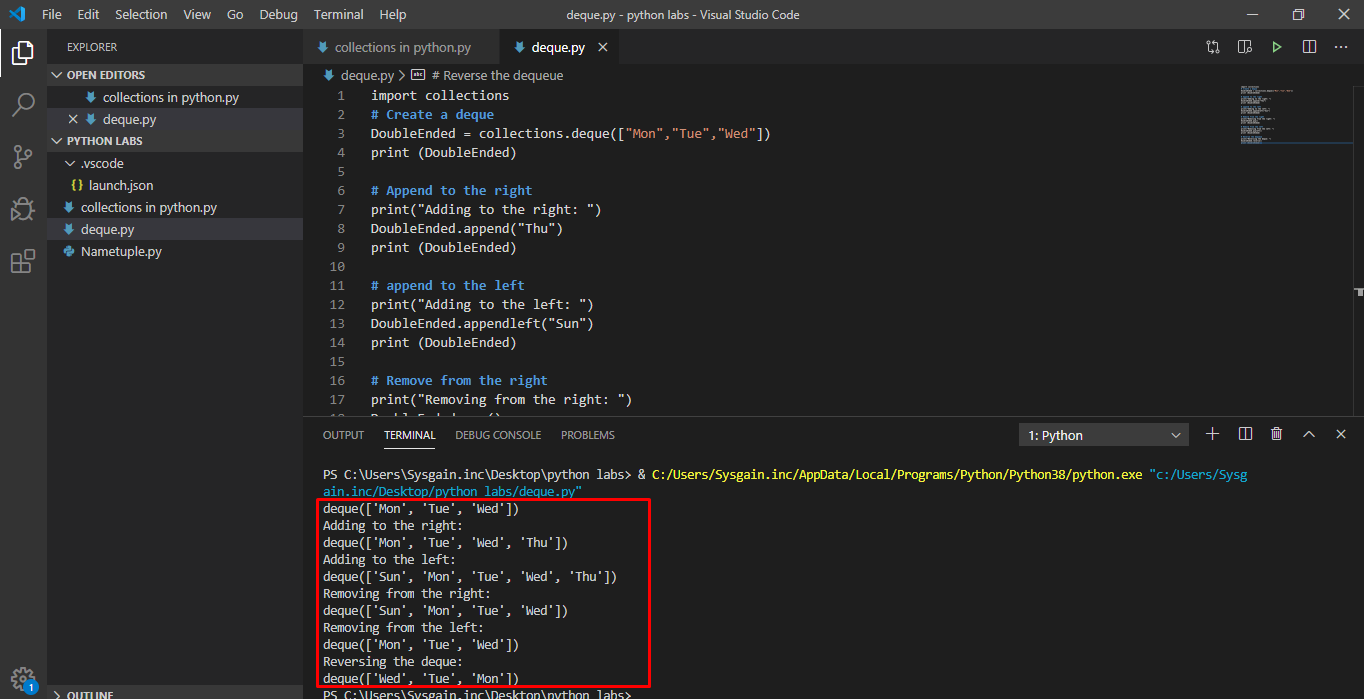 File Edit Selection View Go Debug Terminal Help
deque.py - python labs - Visual Studio Code
EXPLORER
OPEN EDITORS
collections in python.py
deque.py
PYTHON LABS
.vscode
{} launch.json
collections in python.py
deque.py
Nametuple.py
OUTLINE
1
collections in python.py
deque.py
deque.py > abc # Reverse the dequeue
1 import collections
2 # Create a deque
3 DoubleEnded = collections.deque(["Mon","Tue","Wed"])
4 print (DoubleEnded)
5
6 # Append to the right
7 print("Adding to the right: ")
8 DoubleEnded.append("Thu")
9 print (DoubleEnded)
10
11 # append to the left
12 print("Adding to the left: ")
13 DoubleEnded.appendleft("Sun")
14 print (DoubleEnded)
15
16 # Remove from the right
17 print("Removing from the right: ")
OUTPUT TERMINAL DEBUG CONSOLE PROBLEMS
1: Python
PS C:\Users\Sysgain.inc\Desktop\python labs> & C:/Users/Sysgain.inc/AppData/Local/Programs/Python/Python38/python.exe "c:/Users/Sysg
ain.inc/Desktop/python labs/deque.py"
deque(['Mon', 'Tue', 'Wed'])
Adding to the right:
deque(['Mon', 'Tue', 'Wed', 'Thu'])
Adding to the left:
deque(['Sun', 'Mon', 'Tue', 'Wed', 'Thu'])
Removing from the right:
deque(['Sun', 'Mon', 'Tue', 'Wed'])
Removing from the left:
deque(['Mon', 'Tue', 'Wed'])
Reversing the deque:
deque(['Wed', 'Tue', 'Mon'])
PS C:\Users\Sysgain.inc\Desktop\python labs>